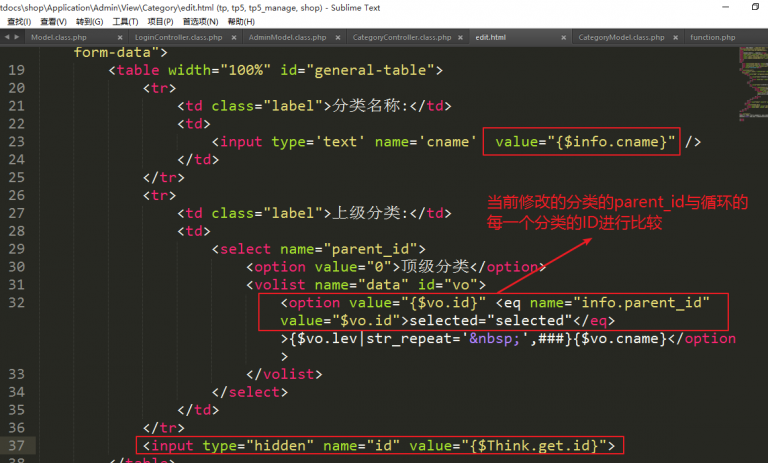 tdocs\shop\Application\Admin\View\Category\edit.html (tp, tp5, tp5_manage, shop) - Sublime Text
查找(I) 查看(V) 转到(G) 工具(T) 项目(P) 首选项(N) 帮助(H)
Model.class.php LoginController.class.php AdminModel.class.php CategoryController.class.php edit.html CategoryModel.class.php function.php
form-data">
19 <table width="100%" id="general-table">
20 <tr>
21 <td class="label">分类名称:</td>
22 <td>
23 <input type='text' name='cname' value="{$info.cname}" />
24 </td>
25 </tr>
26 <tr>
27 <td class="label">上级分类:</td>
28 <td>
29 <select name="parent_id">
30 <option value="0">顶级分类</option>
31 <volist name="data" id="vo">
32 <option value="{$vo.id}" <eq name="info.parent_id"
value="$vo.id">selected="selected"</eq>
>{$vo.lev|str_repeat='&nbsp;',###}{$vo.cname}</option
>
33 </volist>
34 </select>
35 </td>
36 </tr>
37 <input type="hidden" name="id" value="{$Think.get.id}">
38 </table>
当前修改的分类的parent_id与循环的
每一个分类的ID进行比较